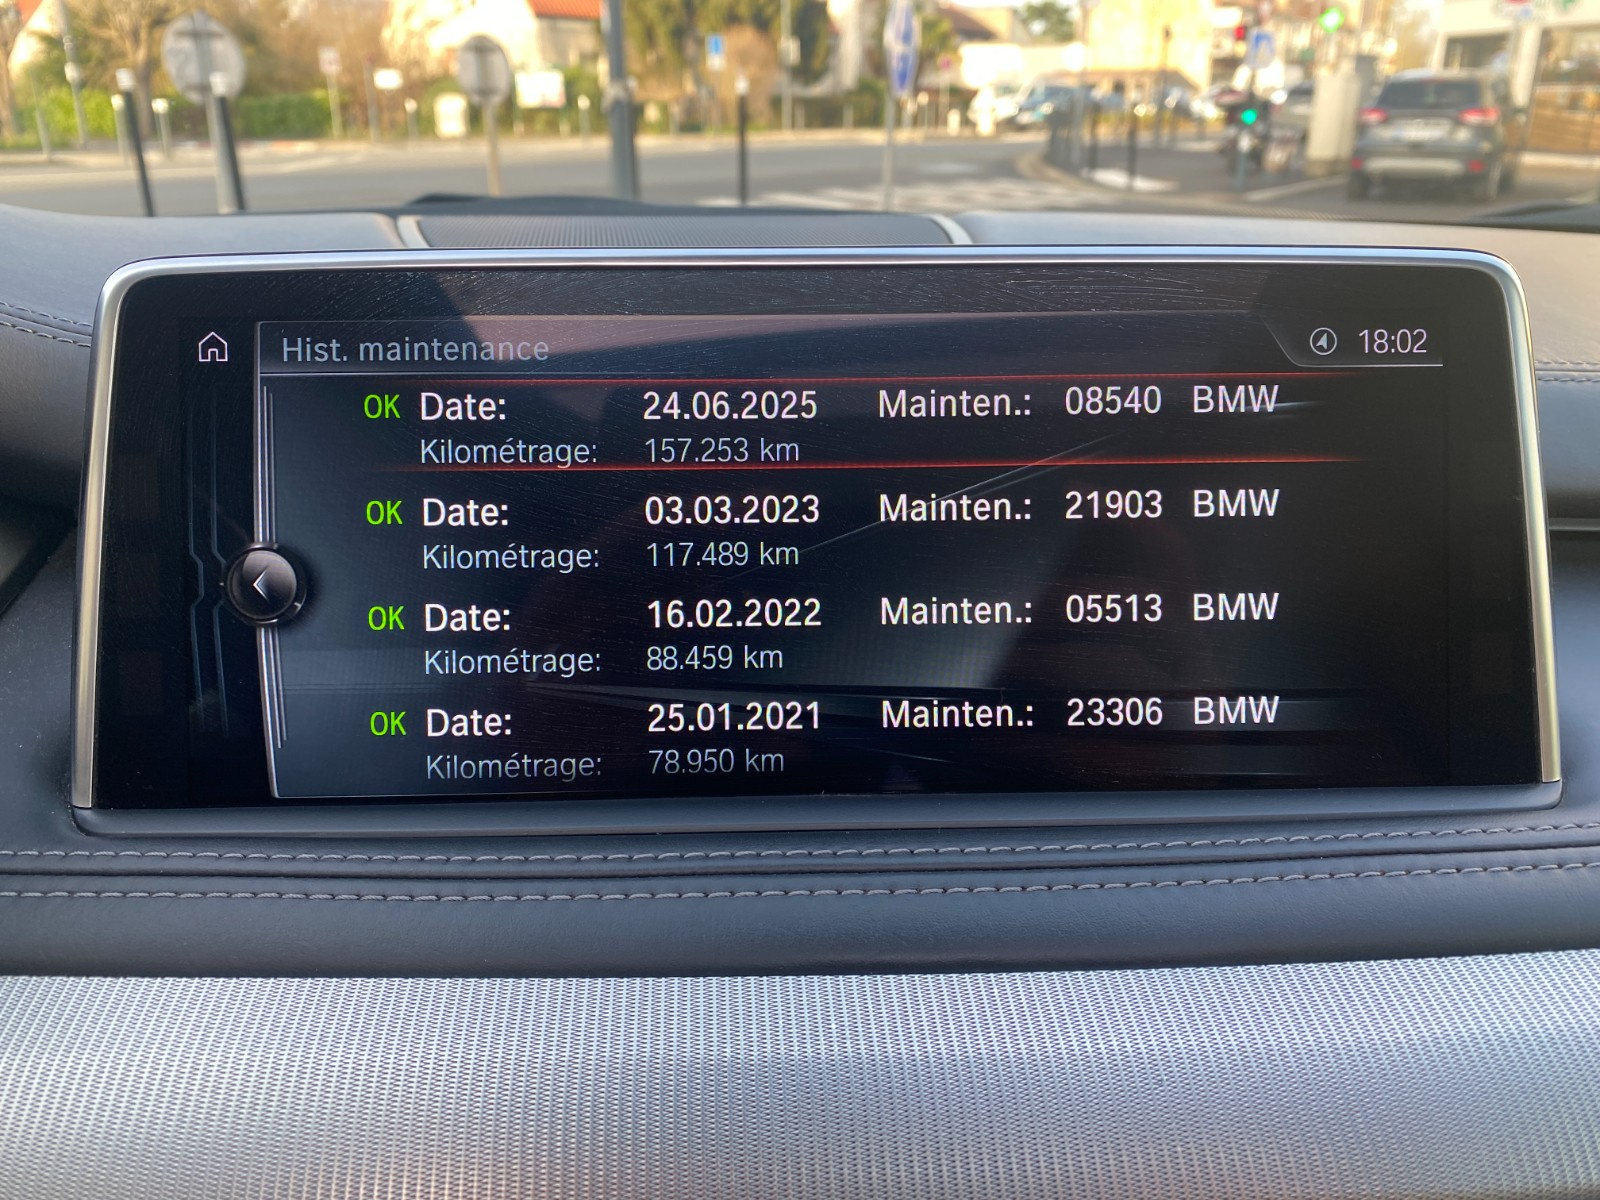 Hist. maintenance
18:02
OK Date: 24.06.2025 Mainten.: 08540 BMW
Kilométrage: 157.253 km
OK Date: 03.03.2023 Mainten.: 21903 BMW
Kilométrage: 117.489 km
OK Date: 16.02.2022 Mainten.: 05513 BMW
Kilométrage: 88.459 km
OK Date: 25.01.2021 Mainten.: 23306 BMW
Kilométrage: 78.950 km